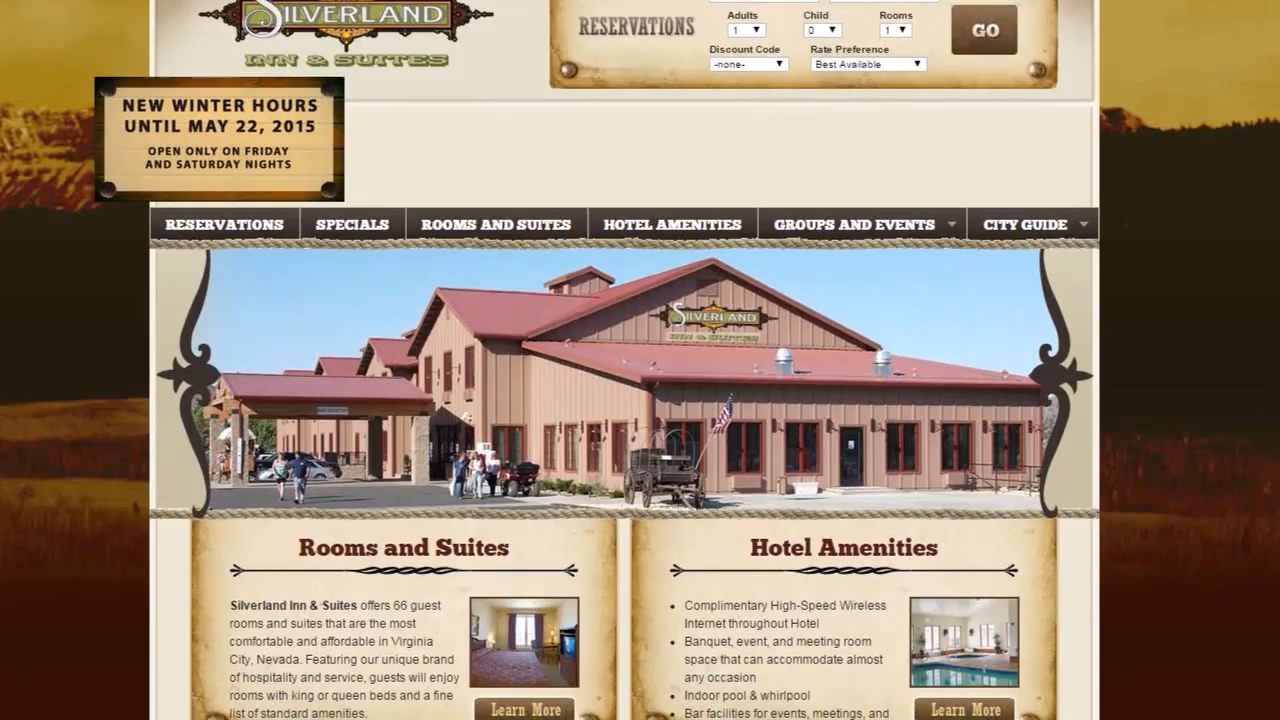 SILVERLAND
INN & SUITES
RESERVATIONS
Adults Child Rooms
1 0 1
GO
Discount Code Rate Preference
-none- Best Available
NEW WINTER HOURS
UNTIL MAY 22, 2015
OPEN ONLY ON FRIDAY
AND SATURDAY NIGHTS
RESERVATIONS SPECIALS ROOMS AND SUITES HOTEL AMENITIES GROUPS AND EVENTS CITY GUIDE
SILVERLAND
INN & SUITES
Rooms and Suites
Silverland Inn & Suites offers 66 guest
rooms and suites that are the most
comfortable and affordable in Virginia
City, Nevada. Featuring our unique brand
of hospitality and service, guests will enjoy
rooms with king or queen beds and a fine
list of standard amenities.
Learn More
Hotel Amenities
Complimentary High-Speed Wireless
Internet throughout Hotel
Banquet, event, and meeting room
space that can accommodate almost
any occasion
Indoor pool & whirlpool
Bar facilities for events, meetings, and
Learn More